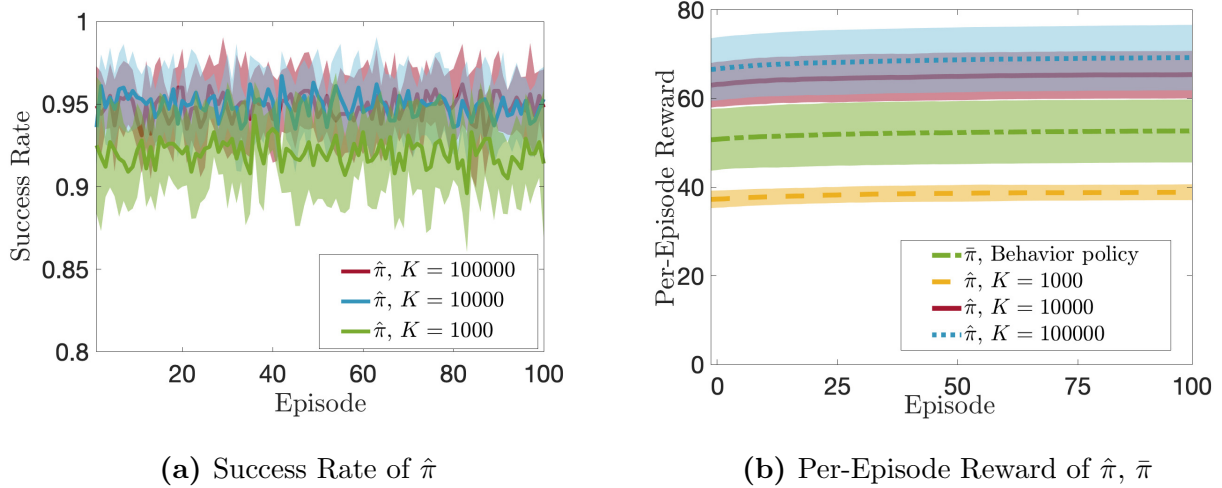 1
0.95
0.9
0.85
0.8
Success Rate
20
40
60
80
100
Episode
π̂, K = 100000
π̂, K = 10000
π̂, K = 1000
(a) Success Rate of π̂
80
60
40
20
0
Per-Episode Reward
0
25
50
75
100
Episode
π̄, Behavior policy
π̂, K = 1000
π̂, K = 10000
π̂, K = 100000
(b) Per-Episode Reward of π̂, π̄